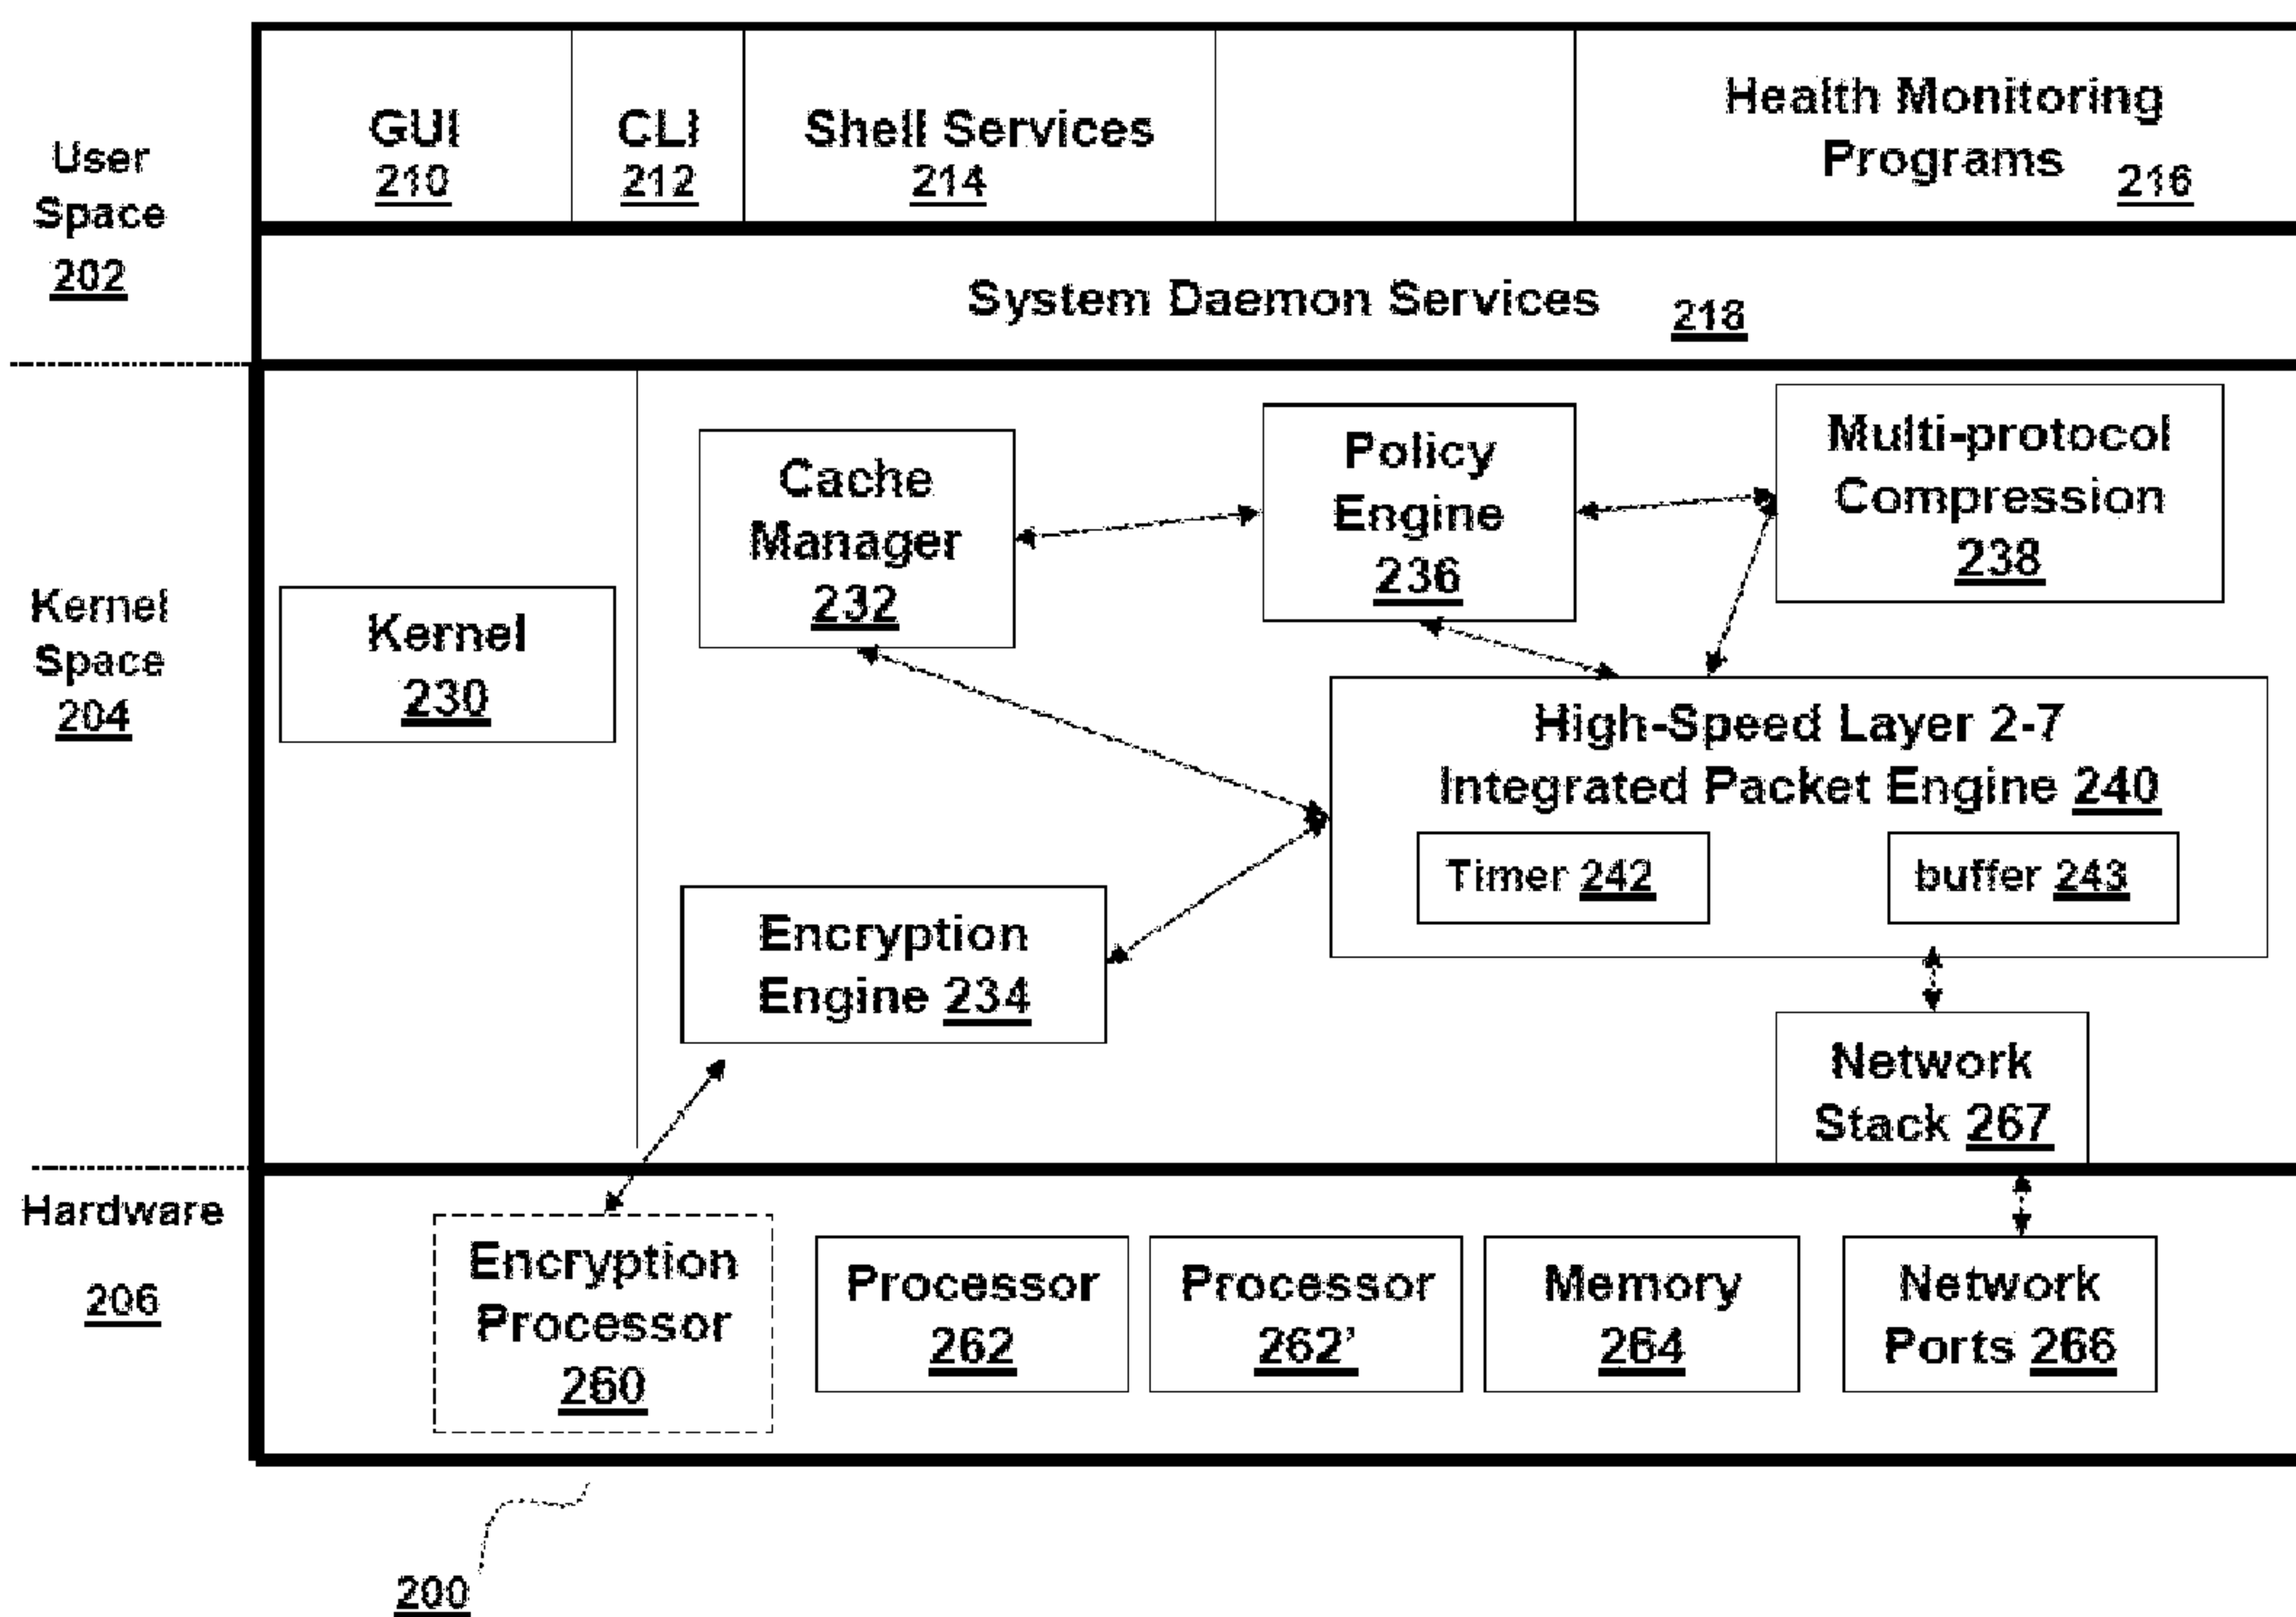 User
Space
202
GUI
210
CLI
212
Shell Services
214
Health Monitoring
Programs 216
System Daemon Services 218
Kernel
Space
204
Kernel
230
Cache
Manager
232
Policy
Engine
236
Multi-protocol
Compression
238
High-Speed Layer 2-7
Integrated Packet Engine 240
Timer 242
buffer 243
Encryption
Engine 234
Network
Stack 267
Hardware
206
Encryption
Processor
260
Processor
262
Processor
262'
Memory
264
Network
Ports 266
200